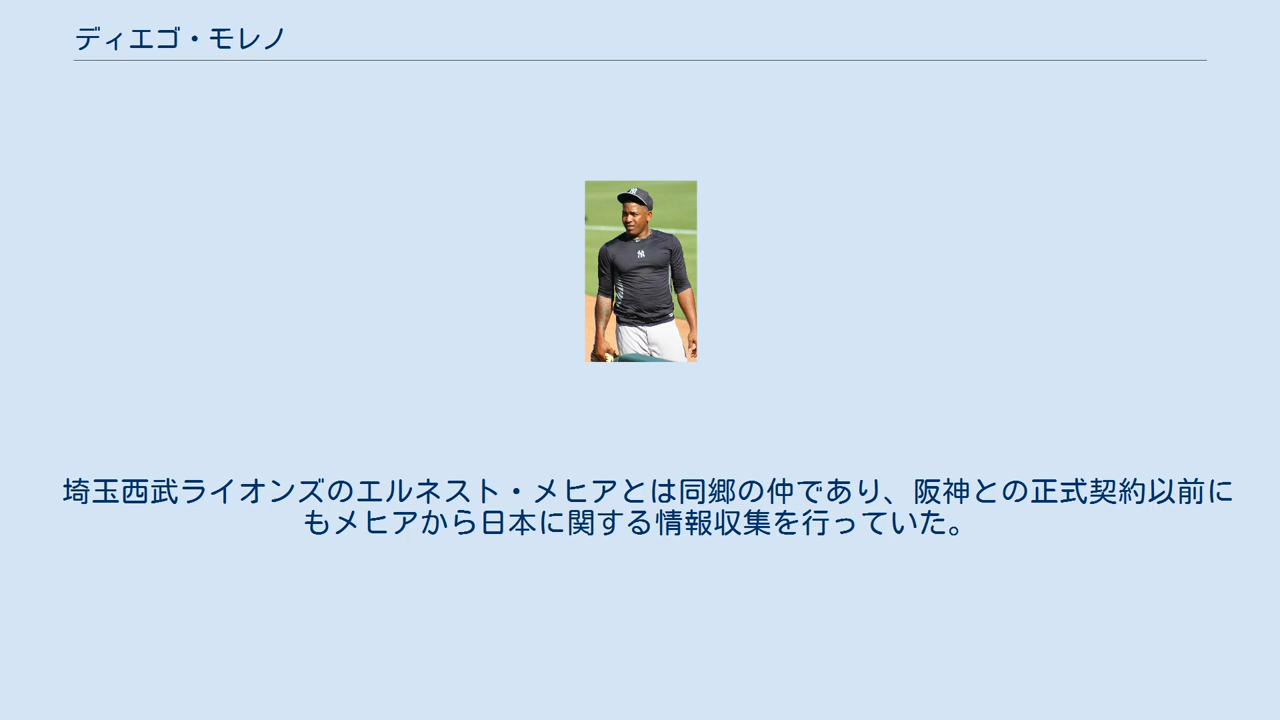 ディエゴ・モレノ
埼玉西武ライオンズのエルネスト・メヒアとは同郷の仲であり、阪神との正式契約以前に
もメヒアから日本に関する情報収集を行っていた。